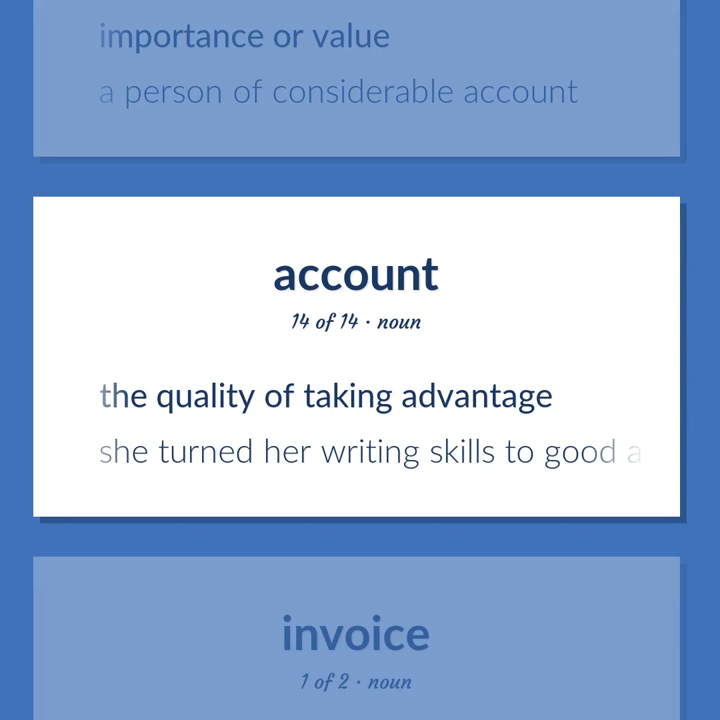 importance or value
a person of considerable account
account
14 of 14 · noun
the quality of taking advantage
she turned her writing skills to good a
invoice
1 of 2 · noun